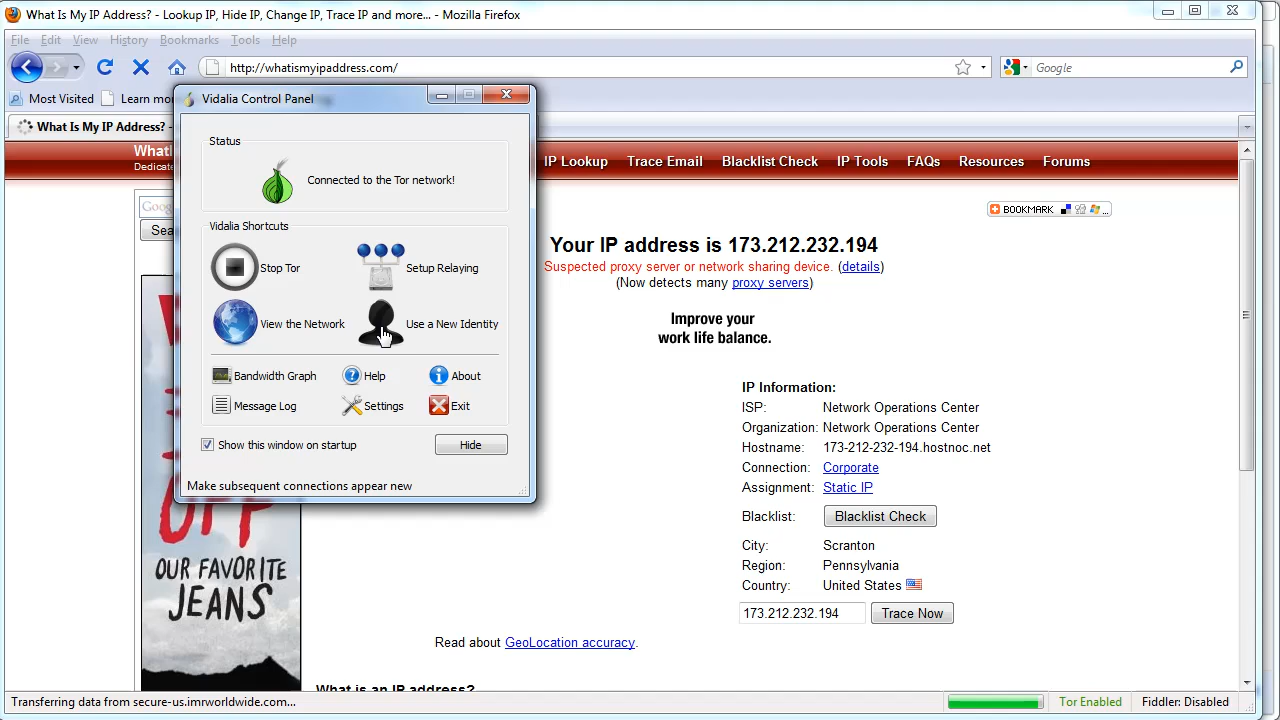 What Is My IP Address? - Lookup IP, Hide IP, Change IP, Trace IP and more... - Mozilla Firefox
File Edit View History Bookmarks Tools Help
http://whatismyipaddress.com/
Google
Most Visited Learn mo
Vidalia Control Panel
What Is My IP Address? -
What
Dedicate
IP Lookup Trace Email Blacklist Check IP Tools FAQs Resources Forums
Goog
Sea
BOOKMARK
Status
Connected to the Tor network!
Vidalia Shortcuts
Stop Tor
Setup Relaying
View the Network
Use a New Identity
Bandwidth Graph
Help
About
Message Log
Settings
Exit
Show this window on startup
Hide
Make subsequent connections appear new
Your IP address is 173.212.232.194
Suspected proxy server or network sharing device. (details)
(Now detects many proxy servers)
Improve your
work life balance.
IP Information:
ISP: Network Operations Center
Organization: Network Operations Center
Hostname: 173-212-232-194.hostnoc.net
Connection: Corporate
Assignment: Static IP
Blacklist: Blacklist Check
City: Scranton
Region: Pennsylvania
Country: United States
173.212.232.194 Trace Now
Read about GeoLocation accuracy.
What is an IP address?
OFF
OUR FAVORITE
JEANS
Transferring data from secure-us.imrworldwide.com...
Tor Enabled
Fiddler: Disabled